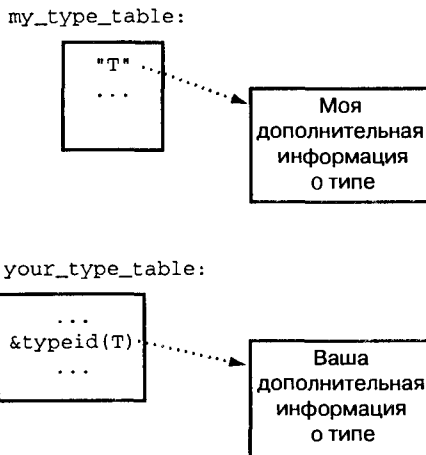 my_type_table:
"T"
...
Моя
дополнительная
информация
о типе
your_type_table:
...
&typeid(T)
...
Ваша
дополнительная
информация
о типе